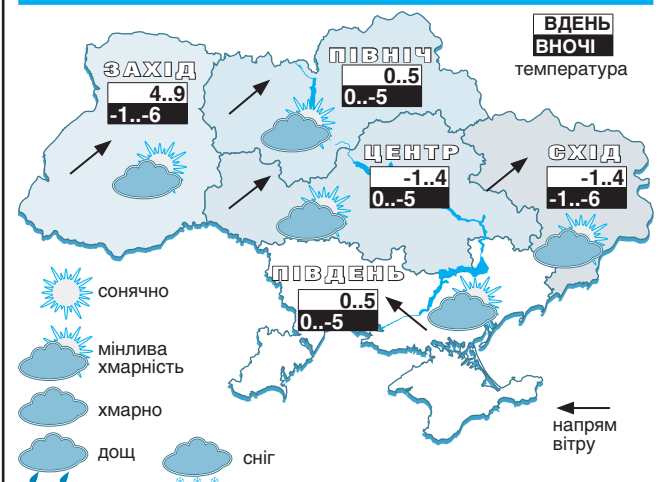 ВДЕНЬ
ВНОЧІ
температура
ЗАХІД
4..9
-1..-6
ПІВНІЧ
0..5
0..-5
ЦЕНТР
-1..4
0..-5
СХІД
-1..4
-1..-6
ПІВДЕНЬ
0..5
0..-5
сонячно
мінлива
хмарність
хмарно
дощ
сніг
напрям
вітру